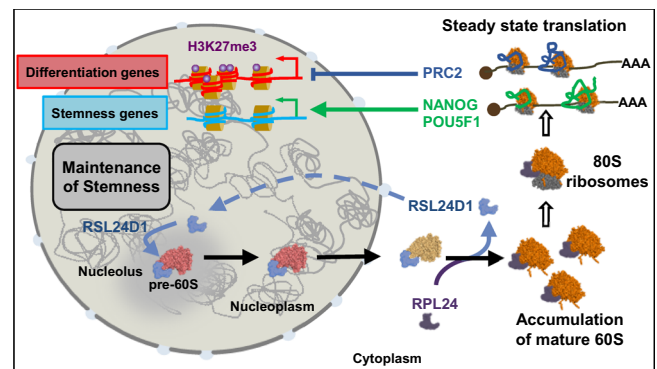 Steady state translation
H3K27me3
Differentiation genes
PRC2
AAA
Stemness genes
NANOG
POU5F1
AAA
Maintenance
of Stemness
80S
ribosomes
RSL24D1
RSL24D1
Nucleolus
pre-60S
Nucleoplasm
RPL24
Accumulation
of mature 60S
Cytoplasm